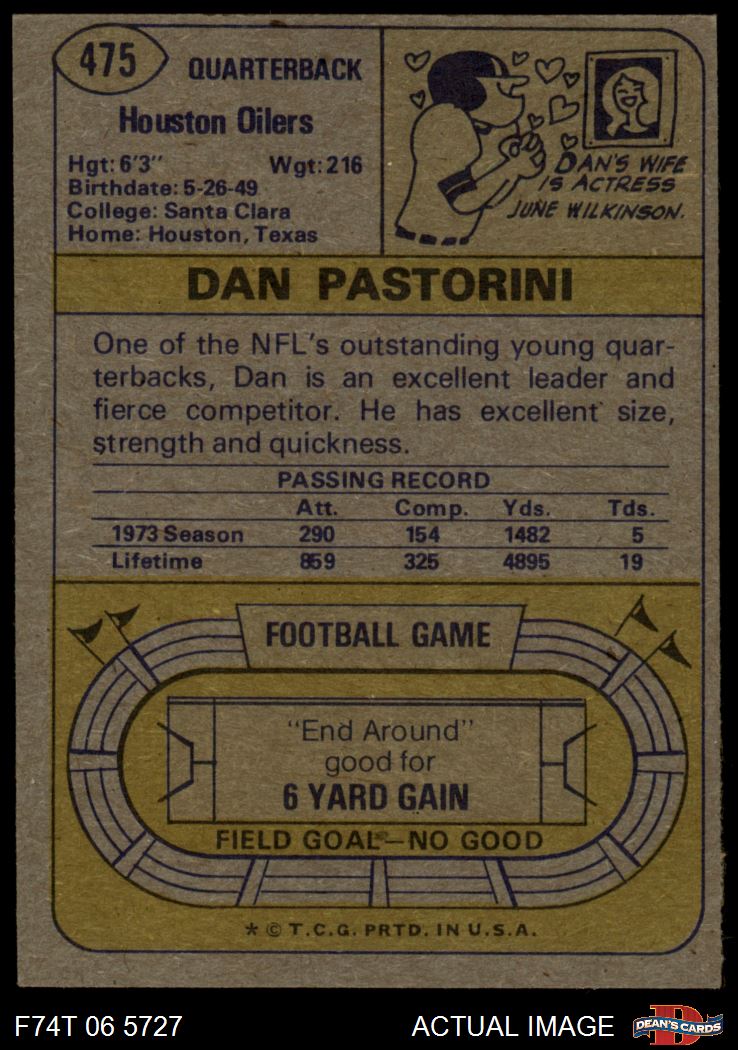 475
QUARTERBACK
Houston Oilers
Hgt: 6'3" Wgt: 216
Birthdate: 5-26-49
College: Santa Clara
Home: Houston, Texas
DAN'S WIFE
IS ACTRESS
JUNE WILKINSON.
DAN PASTORINI
One of the NFL's outstanding young quar-
terbacks, Dan is an excellent leader and
fierce competitor. He has excellent size,
strength and quickness.
PASSING RECORD
Att. Comp. Yds. Tds.
1973 Season 290 154 1482 5
Lifetime 859 325 4895 19
FOOTBALL GAME
"End Around"
good for
6 YARD GAIN
FIELD GOAL—NO GOOD
* © T.C.G. PRTD. IN U.S.A.
F74T 06 5727 ACTUAL IMAGE
D
DEAN'S CARDS